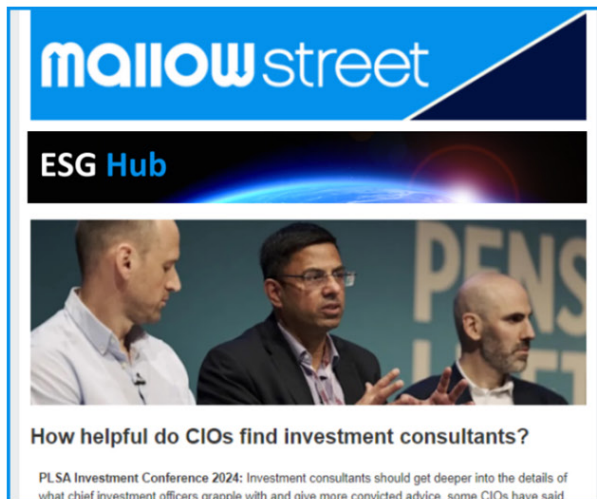 mallowstreet
ESG Hub
PENS
How helpful do CIOs find investment consultants?
PLSA Investment Conference 2024: Investment consultants should get deeper into the details of
what chief investment officers grapple with and give more convicted advice, some CIOs have said